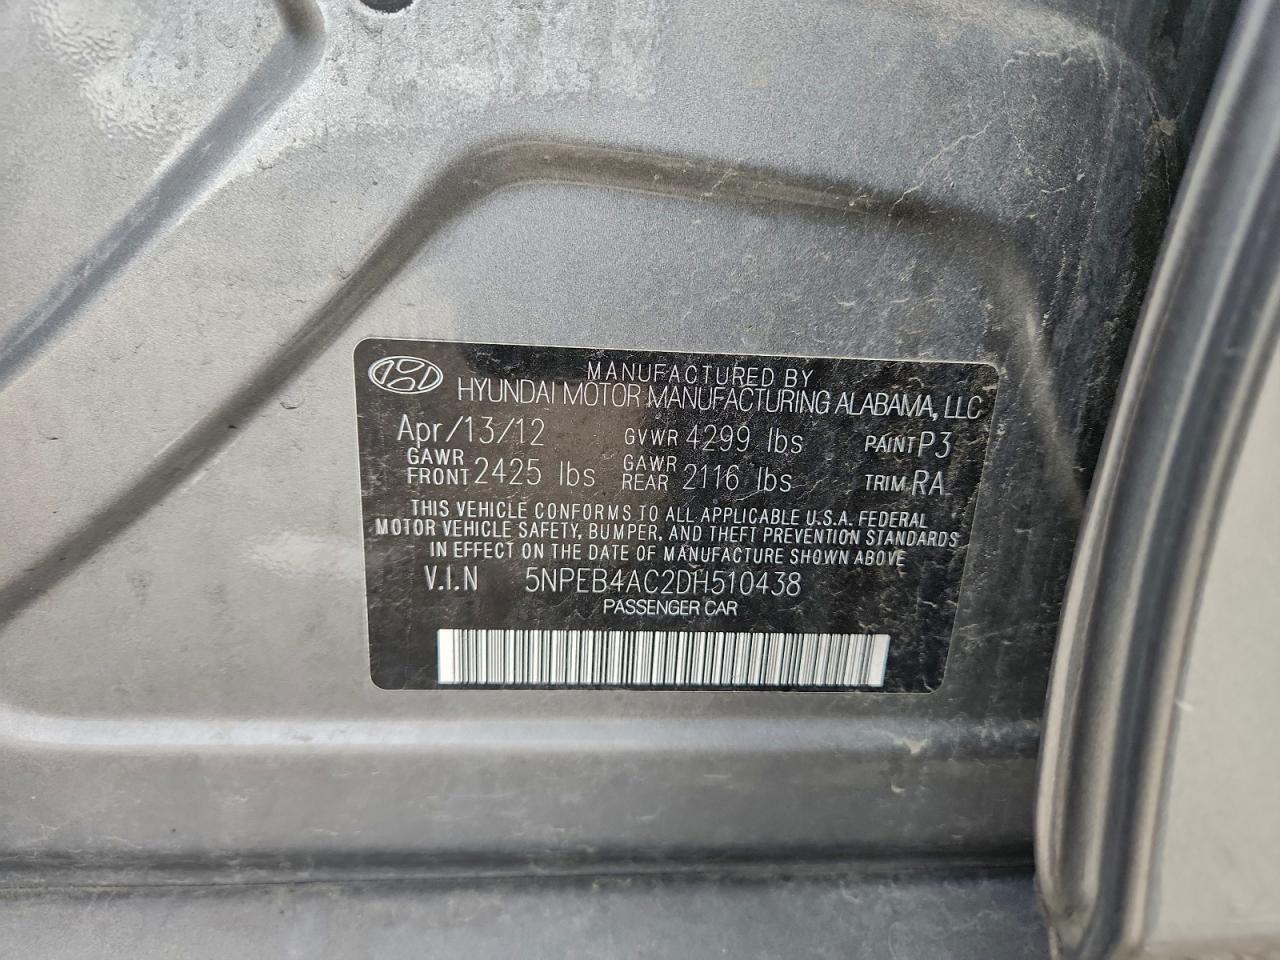 MANUFACTURED BY
HYUNDAI MOTOR MANUFACTURING ALABAMA, LLC
Apr/13/12 GVWR 4299 lbs PAINT P3
GAWR FRONT 2425 lbs GAWR REAR 2116 lbs TRIM RA
THIS VEHICLE CONFORMS TO ALL APPLICABLE U.S.A. FEDERAL
MOTOR VEHICLE SAFETY, BUMPER, AND THEFT PREVENTION STANDARDS
IN EFFECT ON THE DATE OF MANUFACTURE SHOWN ABOVE
V.I.N 5NPEB4AC2DH510438
PASSENGER CAR